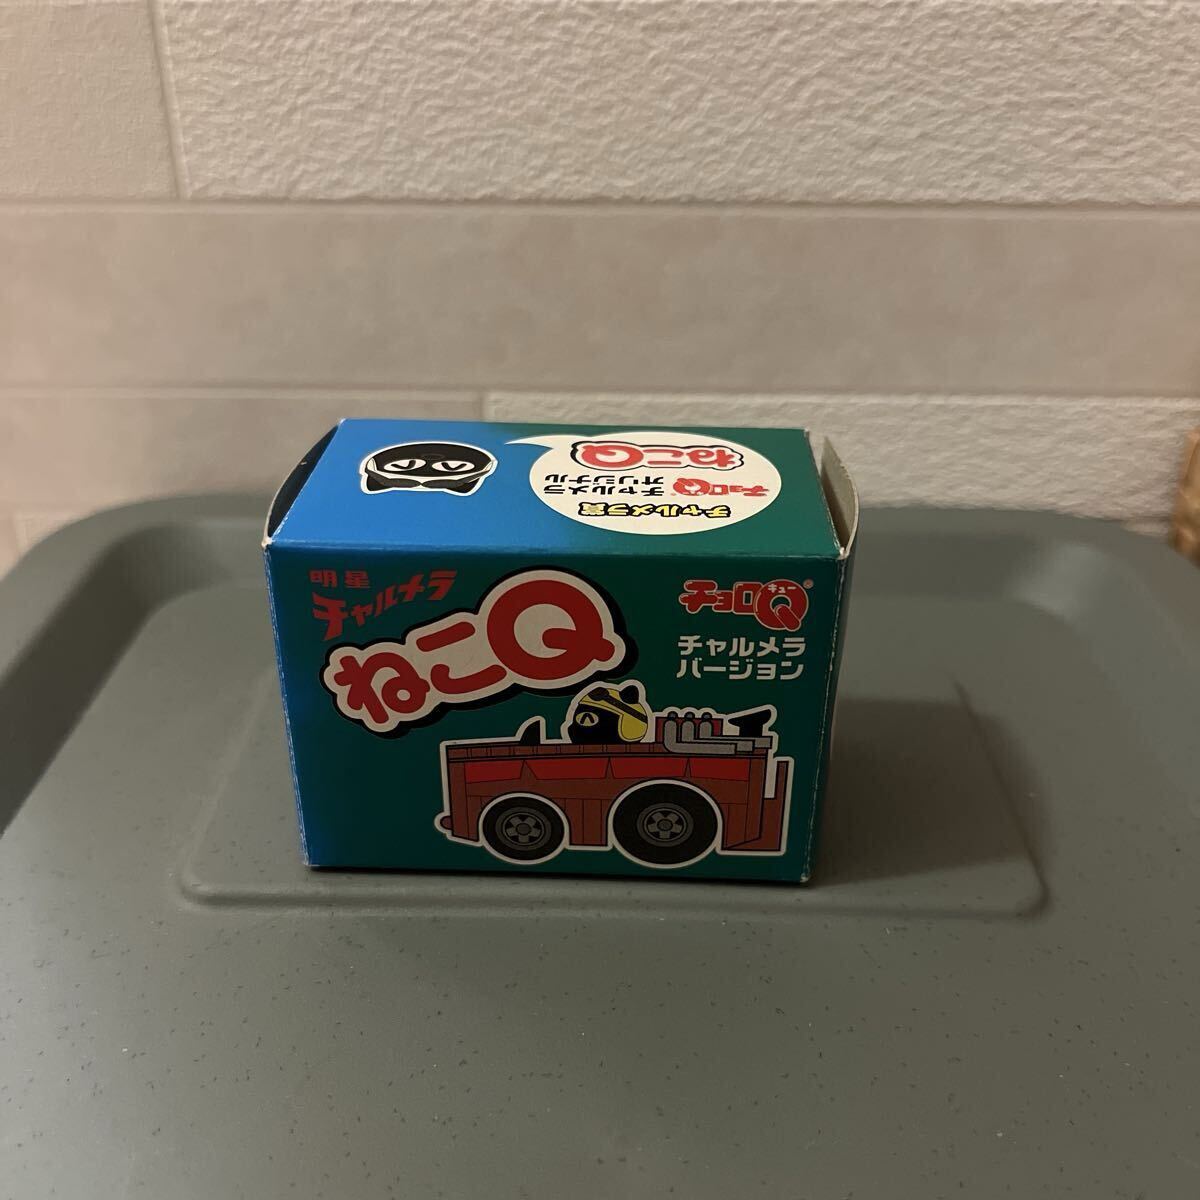 チャルメラ賞
チョロQ®チャルメラ
オリジナル
ねこQ
明星
チャルメラ
ねこQ
チョロQ®
キュー
チャルメラ
バージョン